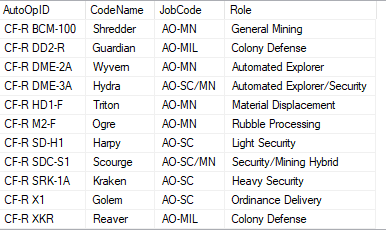 AutoOpID CodeName JobCode Role
CF-R BCM-100 Shredder AO-MN General Mining
CF-R DD2-R Guardian AO-MIL Colony Defense
CF-R DME-2A Wyvern AO-MN Automated Explorer
CF-R DME-3A Hydra AO-SC/MN Automated Explorer/Security
CF-R HD1-F Triton AO-MN Material Displacement
CF-R M2-F Ogre AO-MN Rubble Processing
CF-R SD-H1 Harpy AO-SC Light Security
CF-R SDC-S1 Scourge AO-SC/MN Security/Mining Hybrid
CF-R SRK-1A Kraken AO-SC Heavy Security
CF-R X1 Golem AO-SC Ordinance Delivery
CF-R XKR Reaver AO-MIL Colony Defense